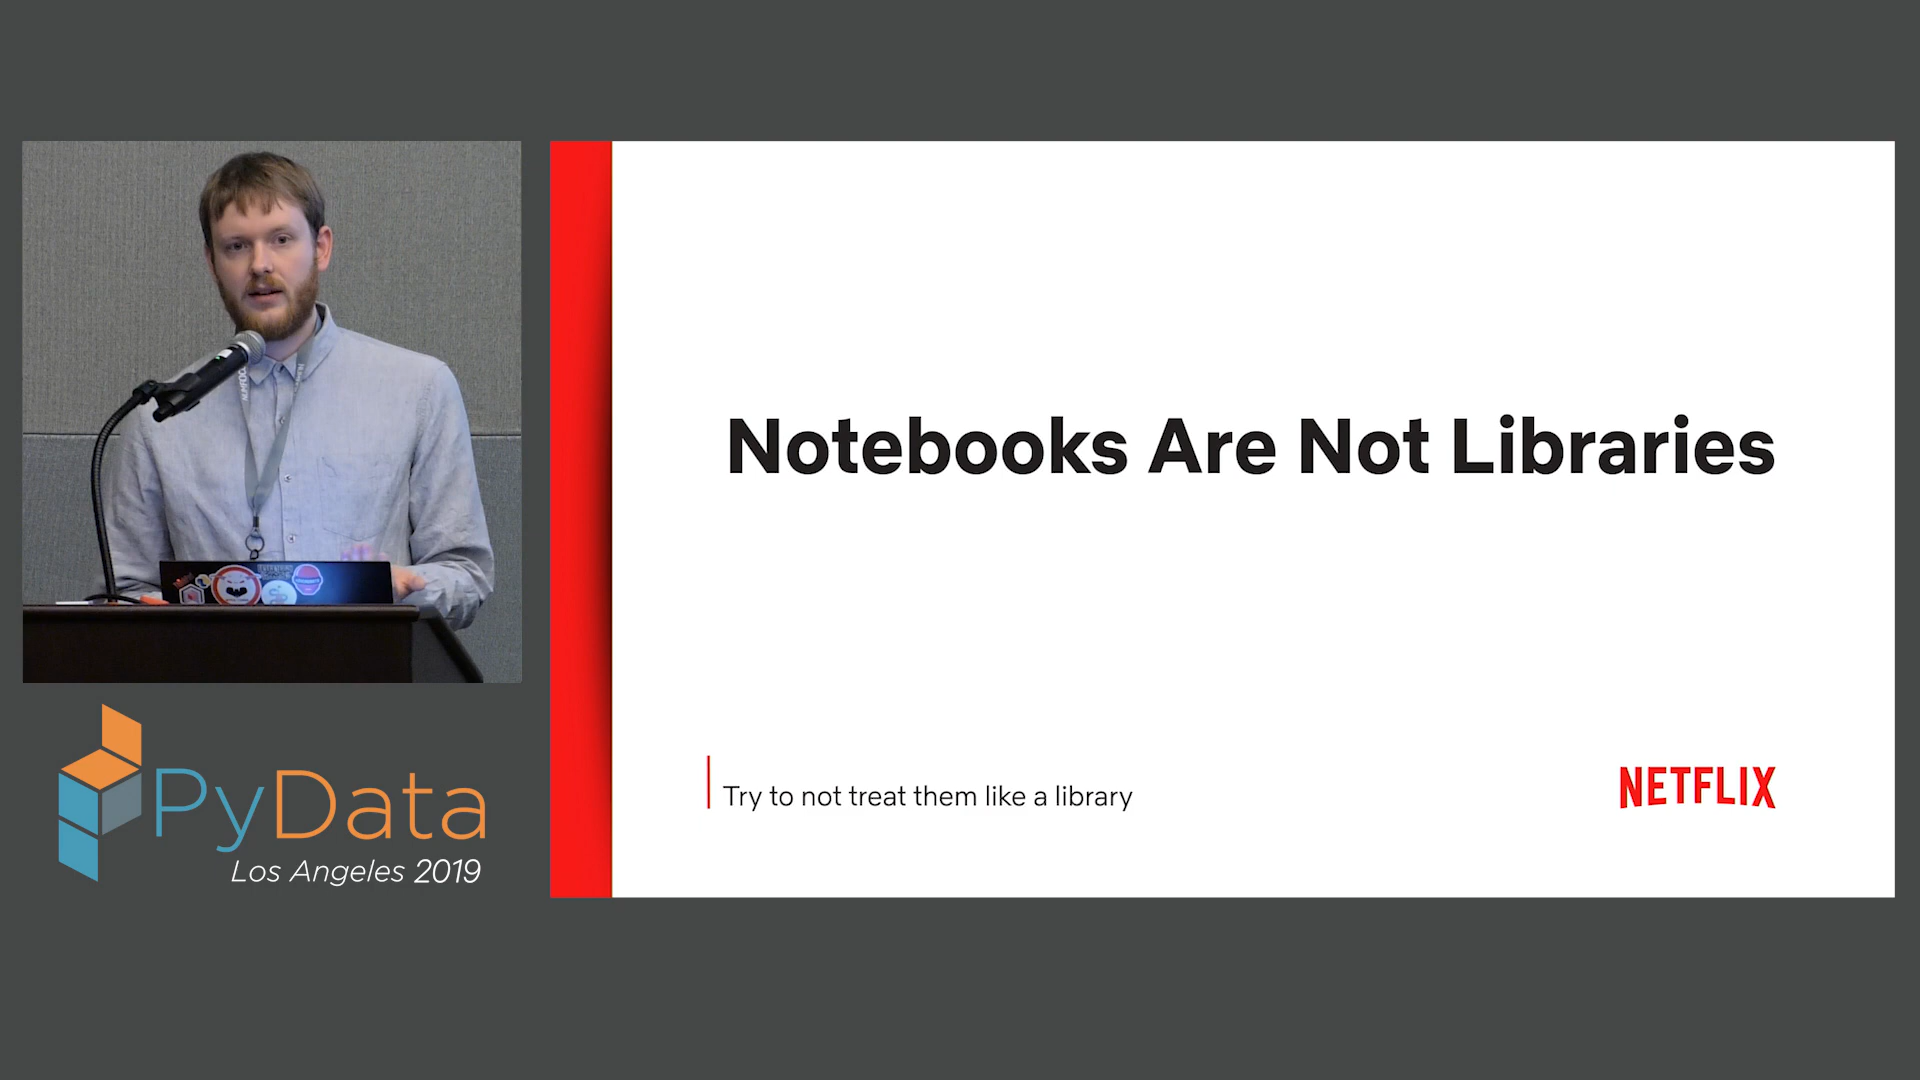 Notebooks Are Not Libraries
Try to not treat them like a library
NETFLIX
PyData
Los Angeles 2019